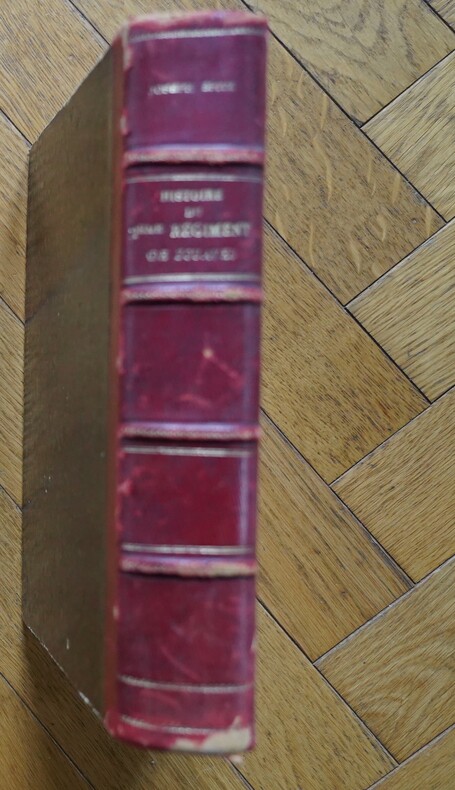 JOSEPH
HISTOIRE
DU
RÉGIMENT
DE ZOUAVES